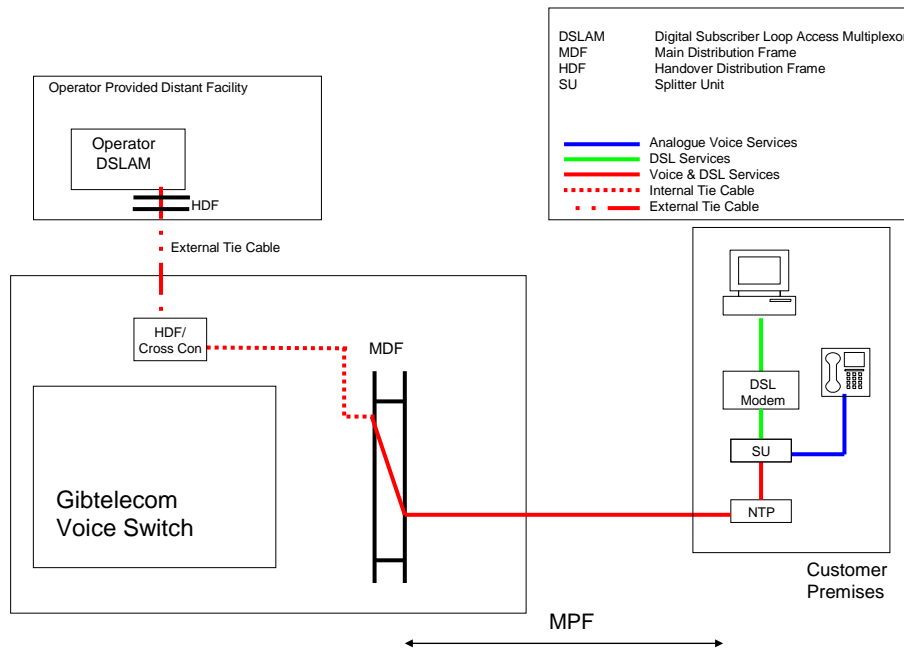 DSLAM Digital Subscriber Loop Access Multiplexor
MDF Main Distribution Frame
HDF Handover Distribution Frame
SU Splitter Unit
Analogue Voice Services
DSL Services
Voice & DSL Services
Internal Tie Cable
External Tie Cable
Operator Provided Distant Facility
Operator
DSLAM
HDF
External Tie Cable
HDF/
Cross Con
MDF
Gibtelecom
Voice Switch
DSL
Modem
SU
NTP
Customer
Premises
MPF